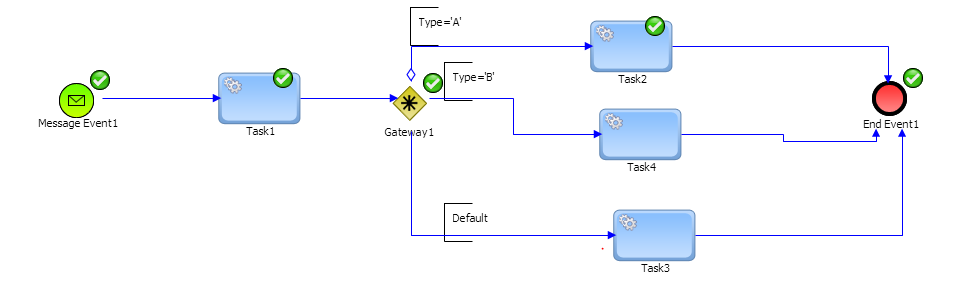 Type='A'
Task2
Type='B'
Message Event1
Task1
Gateway1
End Event1
Task4
Default
Task3